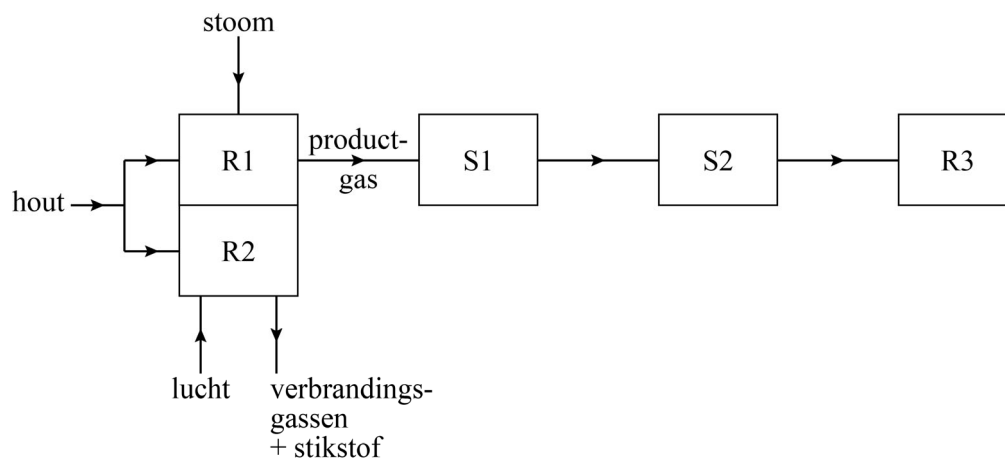 stoom
R1
product-
gas
S1
S2
R3
hout
R2
lucht
verbrandings-
gassen
+ stikstof